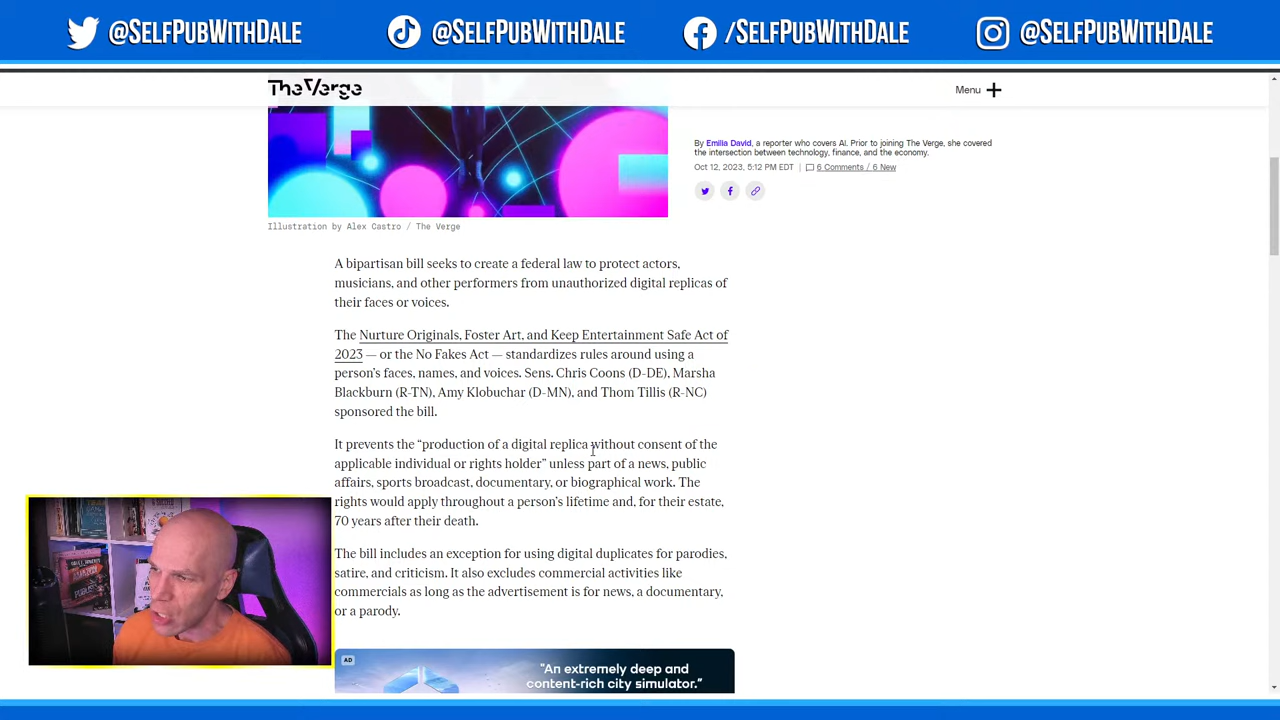 @SELFPUBWITHDALE
@SELFPUBWITHDALE
/SELFPUBWITHDALE
@SELFPUBWITHDALE
The Verge
Menu
By Emilia David, a reporter who covers AI. Prior to joining The Verge, she covered
the intersection between technology, finance, and the economy.
Oct 12, 2023, 5:12 PM EDT | 6 Comments / 6 New
Illustration by Alex Castro / The Verge
A bipartisan bill seeks to create a federal law to protect actors,
musicians, and other performers from unauthorized digital replicas of
their faces or voices.
The Nurture Originals, Foster Art, and Keep Entertainment Safe Act of
2023 — or the No Fakes Act — standardizes rules around using a
person’s faces, names, and voices. Sens. Chris Coons (D-DE), Marsha
Blackburn (R-TN), Amy Klobuchar (D-MN), and Thom Tillis (R-NC)
sponsored the bill.
It prevents the “production of a digital replica without consent of the
applicable individual or rights holder” unless part of a news, public
affairs, sports broadcast, documentary, or biographical work. The
rights would apply throughout a person’s lifetime and, for their estate,
70 years after their death.
The bill includes an exception for using digital duplicates for parodies,
satire, and criticism. It also excludes commercial activities like
commercials as long as the advertisement is for news, a documentary,
or a parody.
AD
"An extremely deep and
content-rich city simulator."